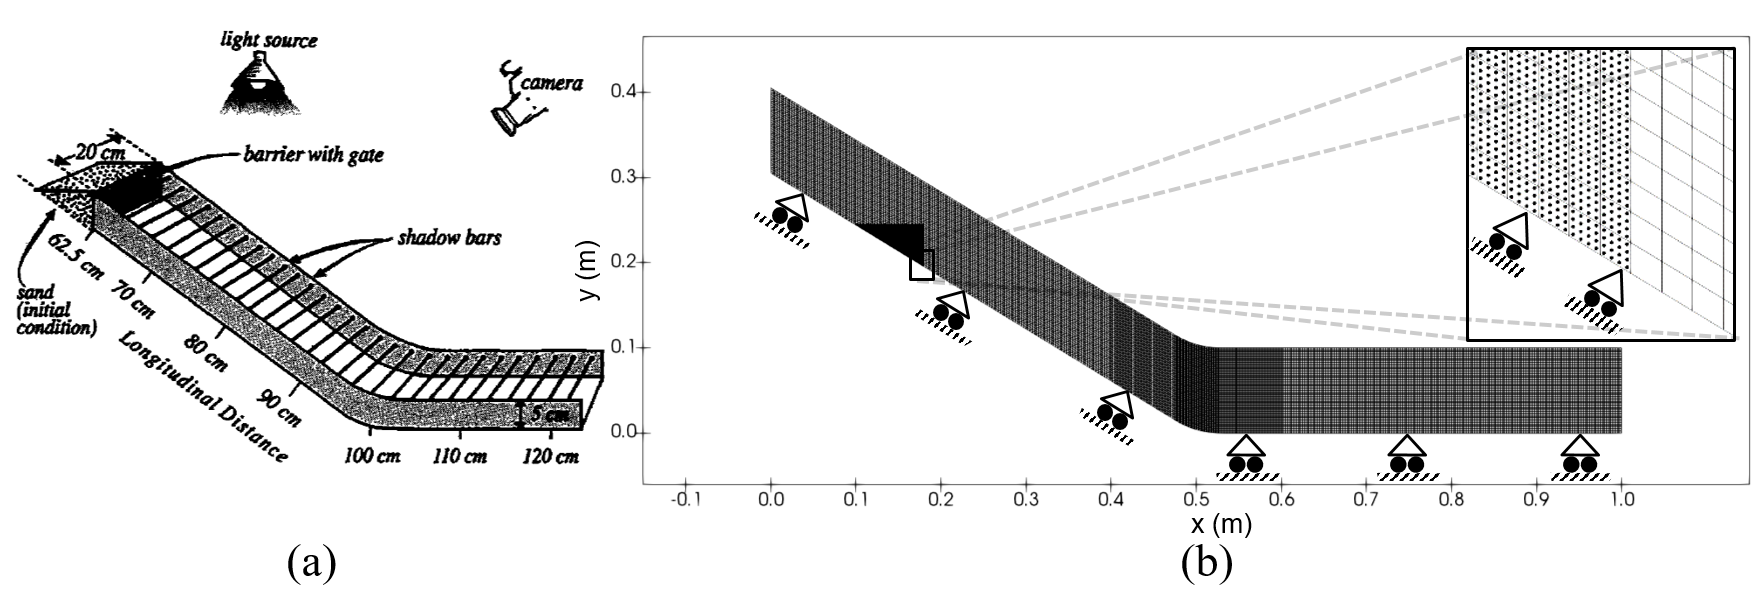 light source
camera
20 cm
barrier with gate
shadow bars
sand
(initial
condition)
62.5 cm
70 cm
80 cm
90 cm
Longitudinal Distance
5 cm
100 cm
110 cm
120 cm
(a)
y (m)
0.4
0.3
0.2
0.1
0.0
-0.1
0.0
0.1
0.2
0.3
0.4
0.5
0.6
0.7
0.8
0.9
1.0
x (m)
(b)